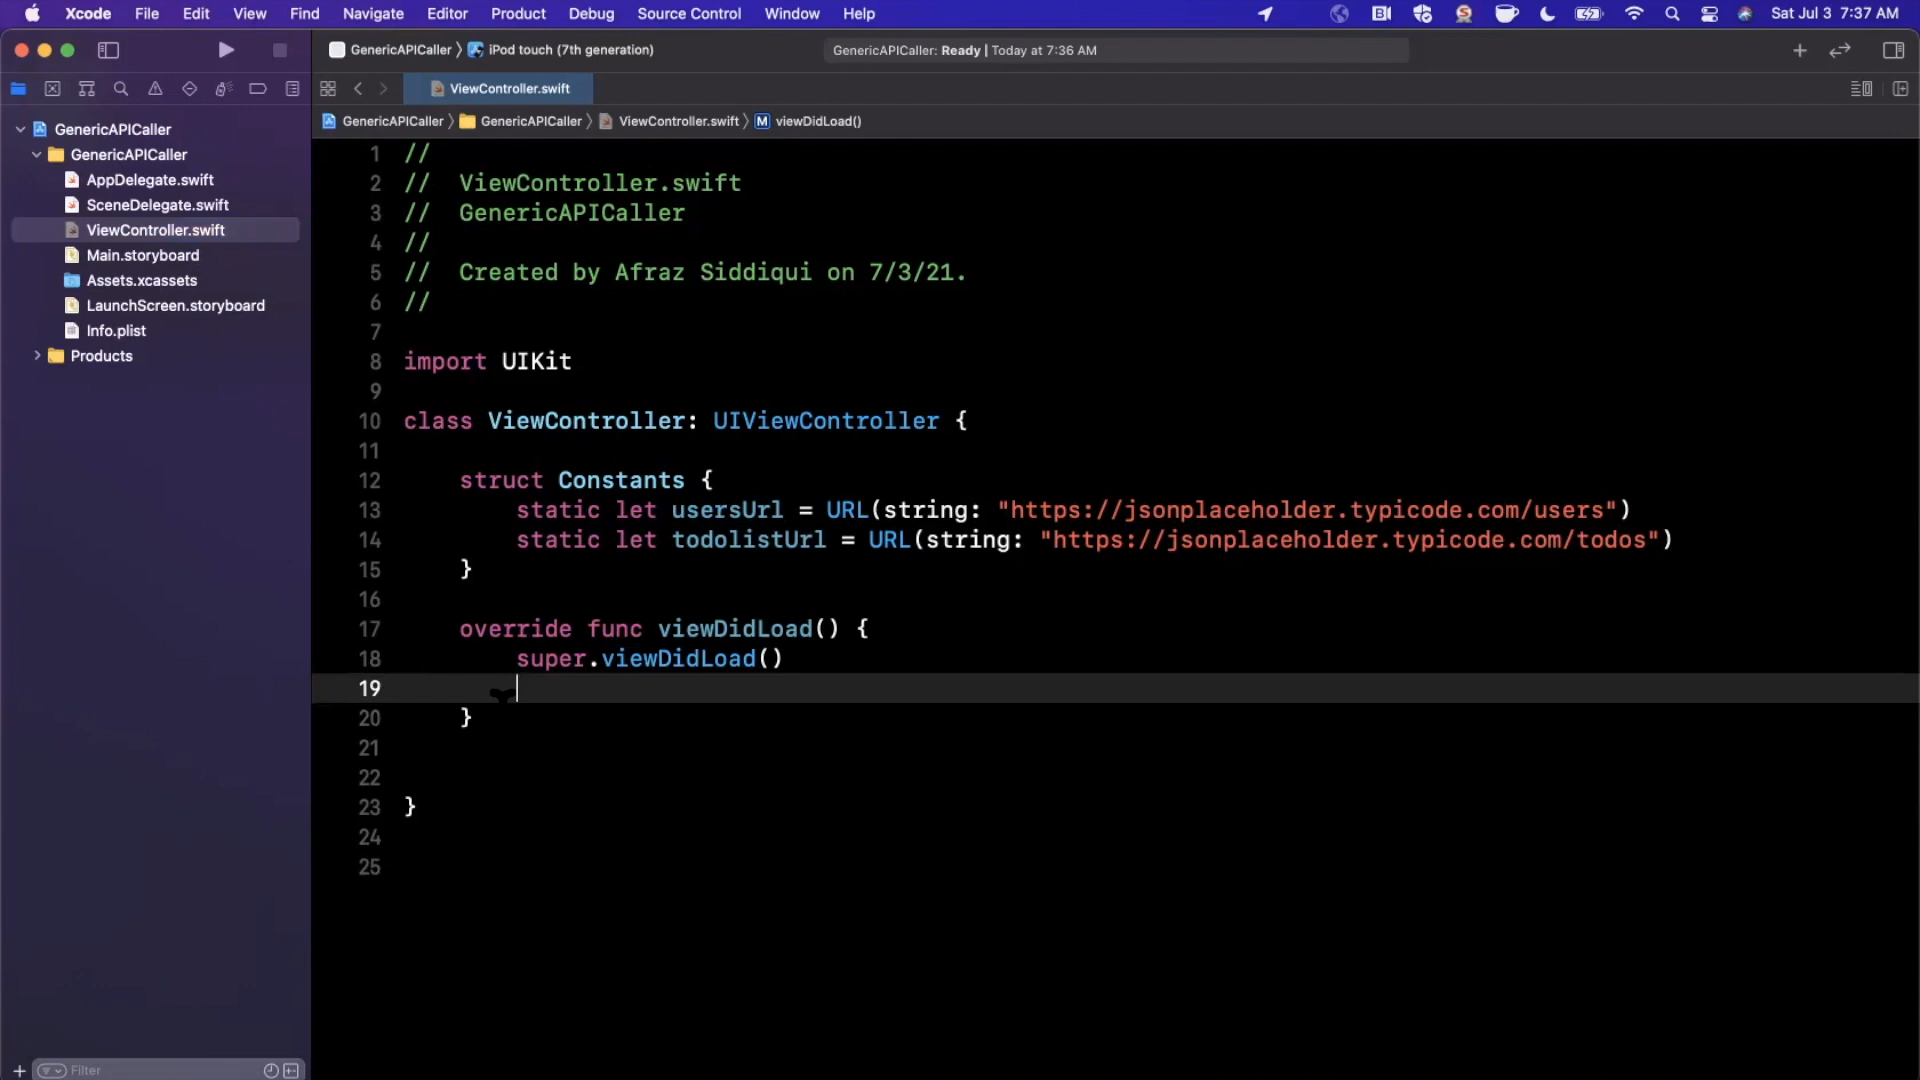 Xcode File Edit View Find Navigate Editor Product Debug Source Control Window Help Sat Jul 3 7:37 AM
GenericAPICaller 〉 iPod touch (7th generation) GenericAPICaller: Ready | Today at 7:36 AM
ViewController.swift
GenericAPICaller 〉 GenericAPICaller 〉 ViewController.swift 〉 M viewDidLoad()
GenericAPICaller
GenericAPICaller
AppDelegate.swift
SceneDelegate.swift
ViewController.swift
Main.storyboard
Assets.xcassets
LaunchScreen.storyboard
Info.plist
Products
Filter
1 //
2 //  ViewController.swift
3 //  GenericAPICaller
4 //
5 //  Created by Afraz Siddiqui on 7/3/21.
6 //
7
8 import UIKit
9
10 class ViewController: UIViewController {
11
12     struct Constants {
13         static let usersUrl = URL(string: "https://jsonplaceholder.typicode.com/users")
14         static let todolistUrl = URL(string: "https://jsonplaceholder.typicode.com/todos")
15     }
16
17     override func viewDidLoad() {
18         super.viewDidLoad()
19
20     }
21
22
23 }
24
25